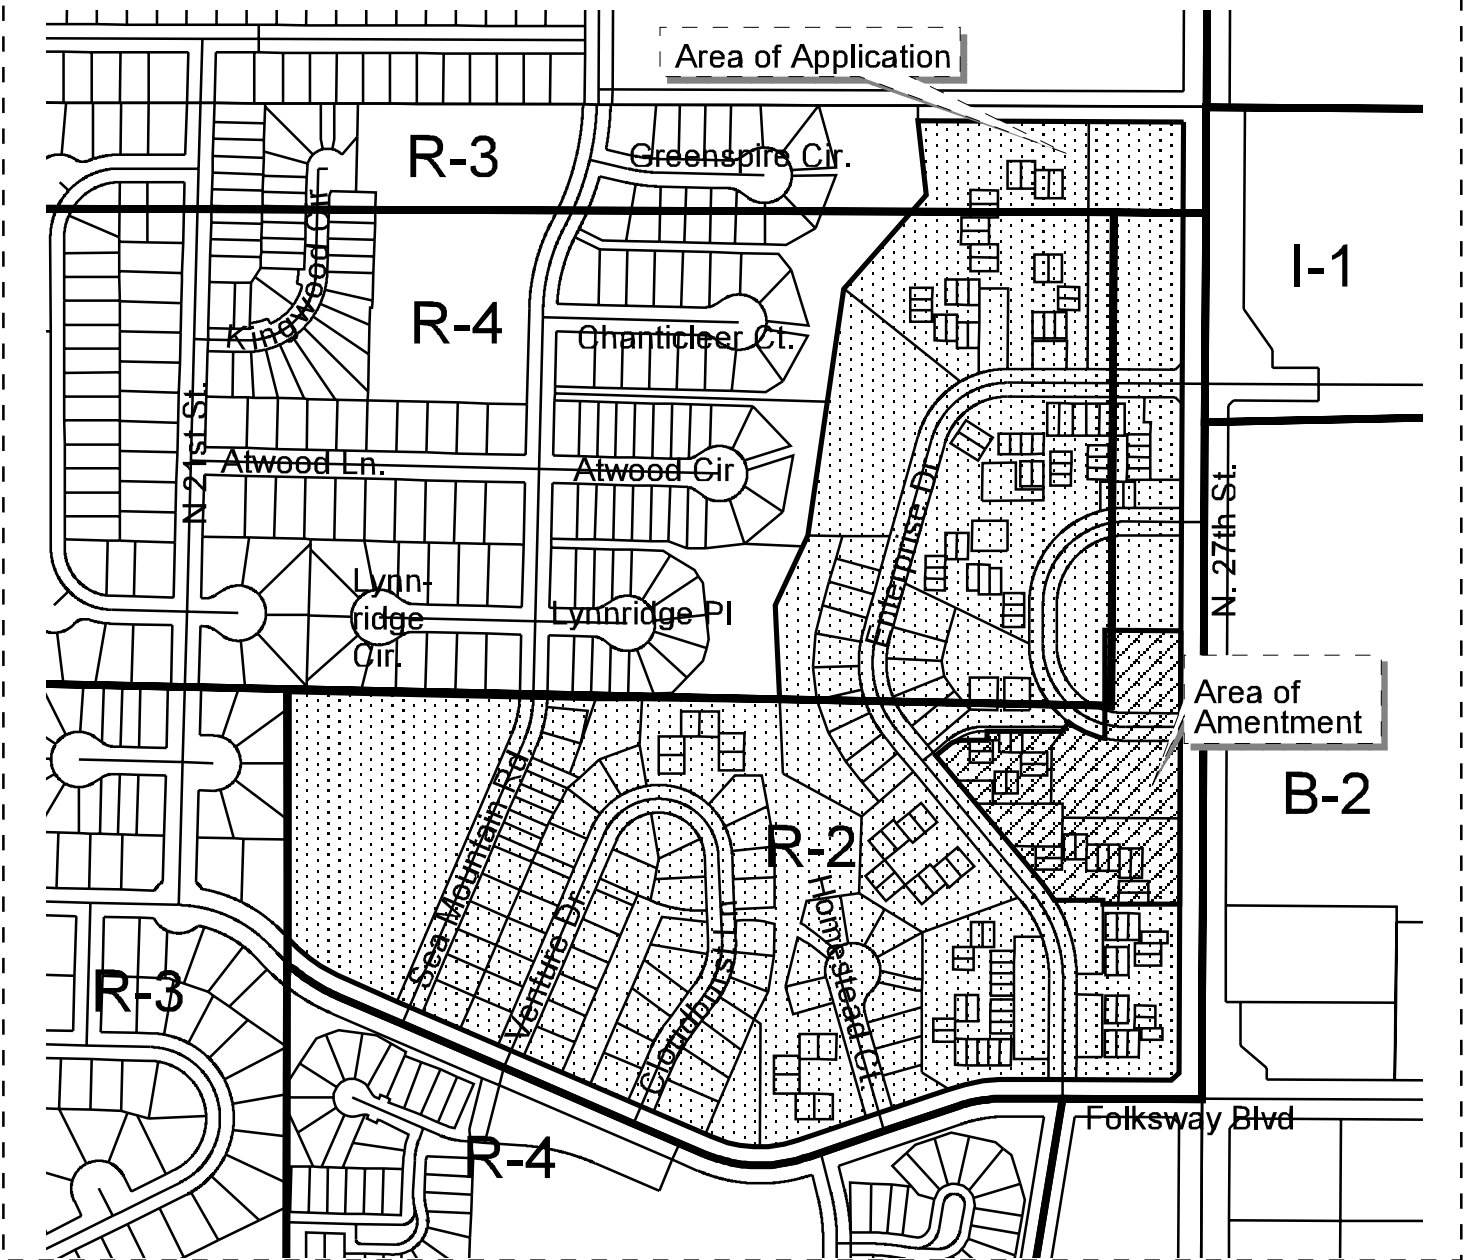 Area of Application
R-3
Greenspire Cir.
Kingwood Cir
R-4
I-1
Chanticleer Ct.
N 21st St.
Atwood Ln.
Atwood Cir
Enterprise Dr
N. 27th St.
Lynn-
ridge
Cir.
Lynnridge Pl
Area of
Amentment
B-2
R-2
Sea Mountain Rd
Venture Dr.
Cloudburst Ln
Homestead Ct.
R-3
R-4
Folksway Blvd